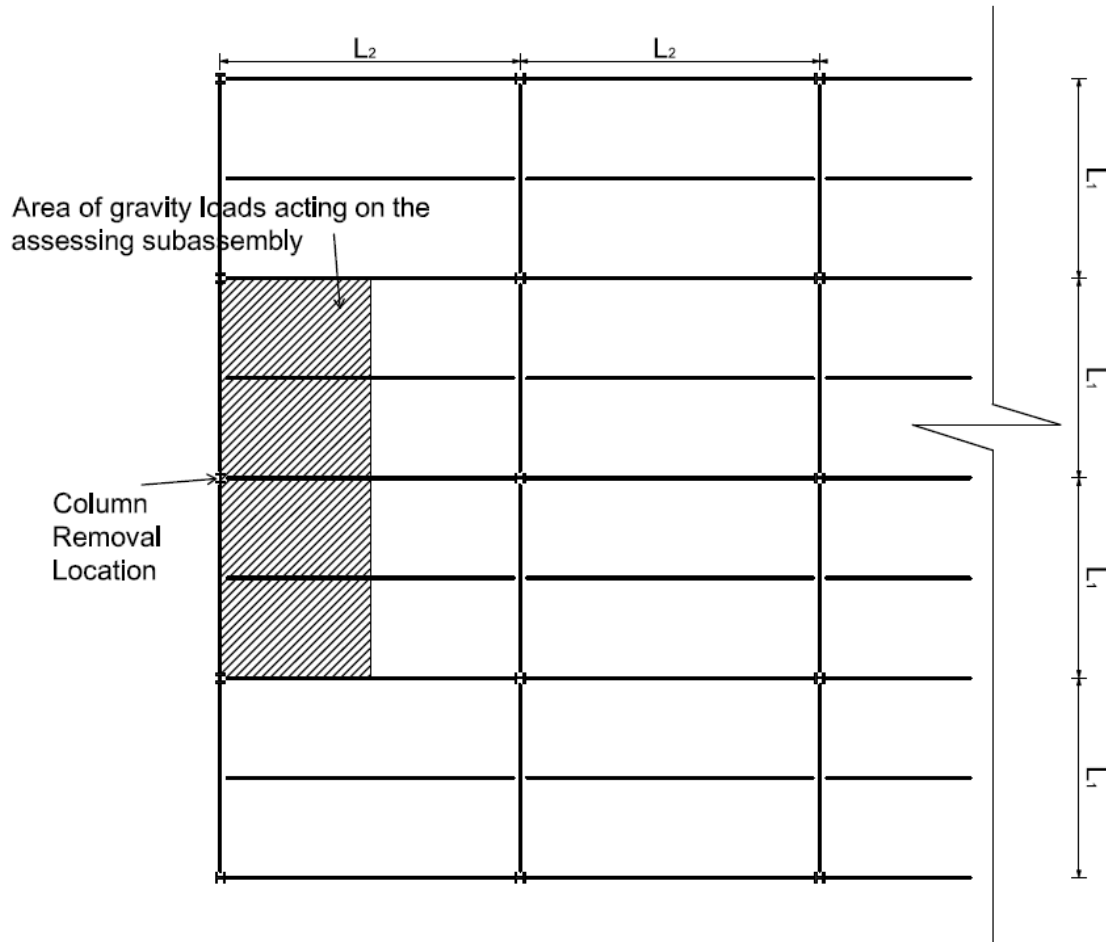 L₂ L₂
Area of gravity loads acting on the
assessing subassembly
Column
Removal
Location
L₁
L₁
L₁
L₁